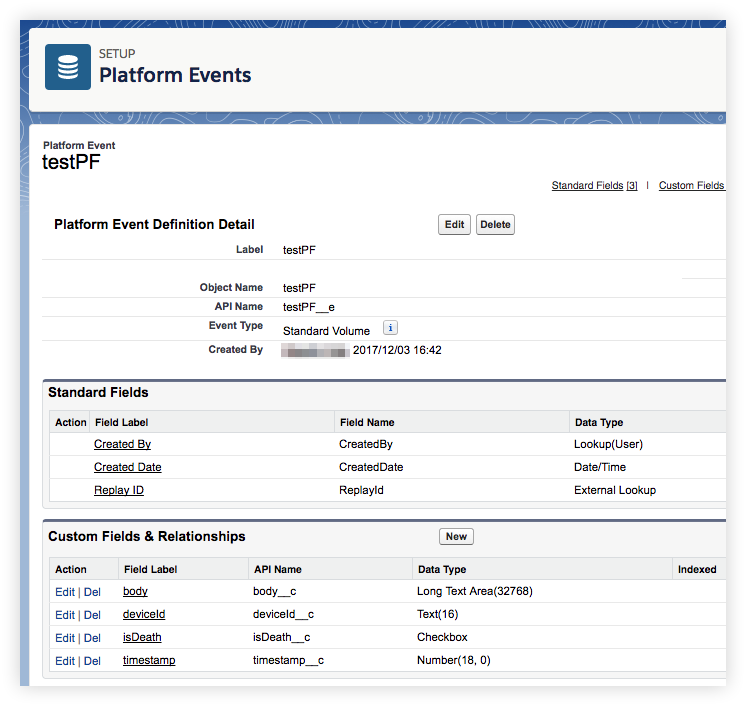 SETUP
Platform Events
Platform Event
testPF
Standard Fields [3] | Custom Fields
Platform Event Definition Detail Edit Delete
Label testPF
Object Name testPF
API Name testPF__e
Event Type Standard Volume i
Created By 2017/12/03 16:42
Standard Fields
Action Field Label Field Name Data Type
Created By CreatedBy Lookup(User)
Created Date CreatedDate Date/Time
Replay ID ReplayId External Lookup
Custom Fields & Relationships New
Action Field Label API Name Data Type Indexed
Edit | Del body body__c Long Text Area(32768)
Edit | Del deviceId deviceId__c Text(16)
Edit | Del isDeath isDeath__c Checkbox
Edit | Del timestamp timestamp__c Number(18, 0)